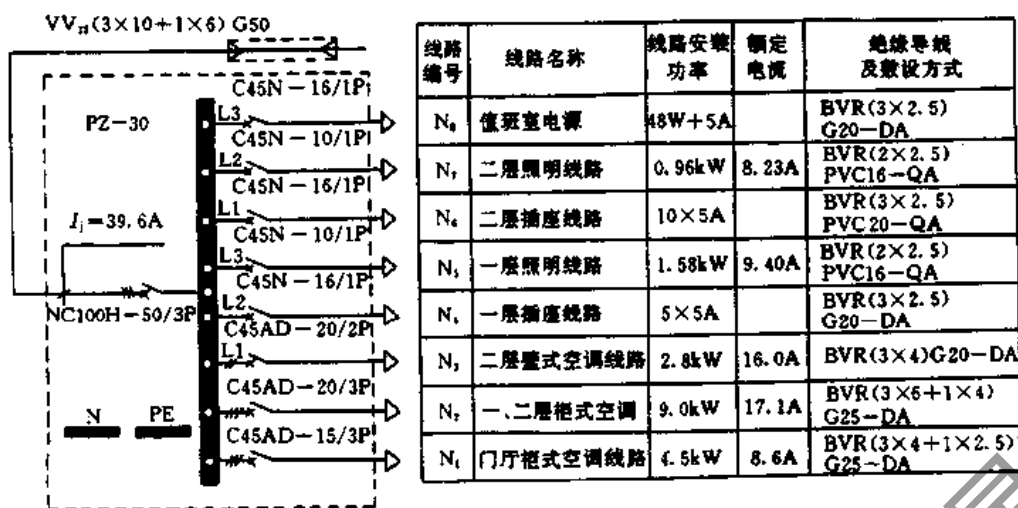 VV₂₂(3×10+1×6) G50
PZ-30
Ij=39.6A
NC100H-50/3P
N PE
C45N-16/1P
L3
C45N-10/1P
L2
C45N-16/1P
L1
C45N-10/1P
L3
C45N-16/1P
L2
C45AD-20/2P
L1
C45AD-20/3P
C45AD-15/3P
线路编号 线路名称 线路安装功率 额定电流 绝缘导线及敷设方式
N₈ 值班室电源 48W+5A BVR(3×2.5) G20-DA
N₇ 二层照明线路 0.96kW 8.23A BVR(2×2.5) PVC16-QA
N₆ 二层插座线路 10×5A BVR(3×2.5) PVC20-QA
N₅ 一层照明线路 1.58kW 9.40A BVR(2×2.5) PVC16-QA
N₄ 一层插座线路 5×5A BVR(3×2.5) G20-DA
N₃ 二层壁式空调线路 2.8kW 16.0A BVR(3×4)G20-DA
N₂ 一、二层柜式空调 9.0kW 17.1A BVR(3×6+1×4) G25-DA
N₁ 门厅柜式空调线路 4.5kW 8.6A BVR(3×4+1×2.5) G25-DA